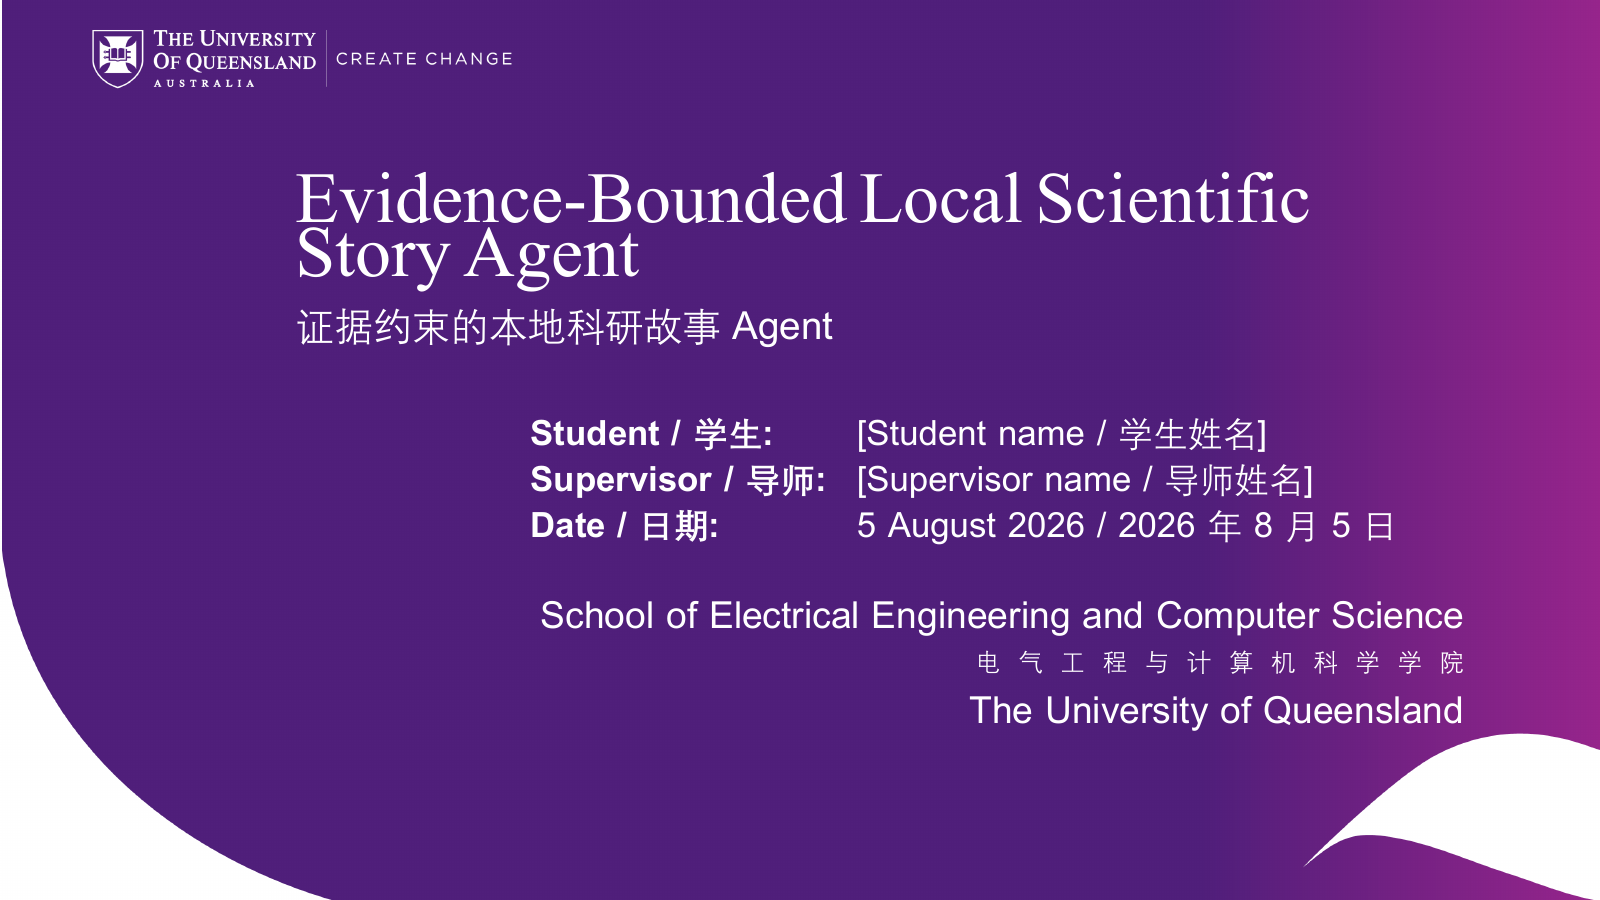 THE UNIVERSITY
OF QUEENSLAND
AUSTRALIA
CREATE CHANGE
Evidence-Bounded Local Scientific
Story Agent
证据约束的本地科研故事 Agent
Student / 学生: [Student name / 学生姓名]
Supervisor / 导师: [Supervisor name / 导师姓名]
Date / 日期: 5 August 2026 / 2026 年 8 月 5 日
School of Electrical Engineering and Computer Science
电气工程与计算机科学学院
The University of Queensland